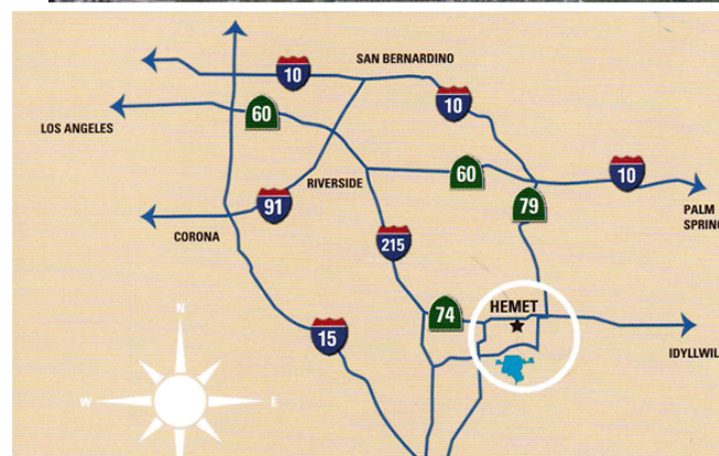 SAN BERNARDINO
10
10
60
LOS ANGELES
60
10
RIVERSIDE
91
79
PALM
SPRING
CORONA
215
HEMET
74
N
15
IDYLLWIL
W
E